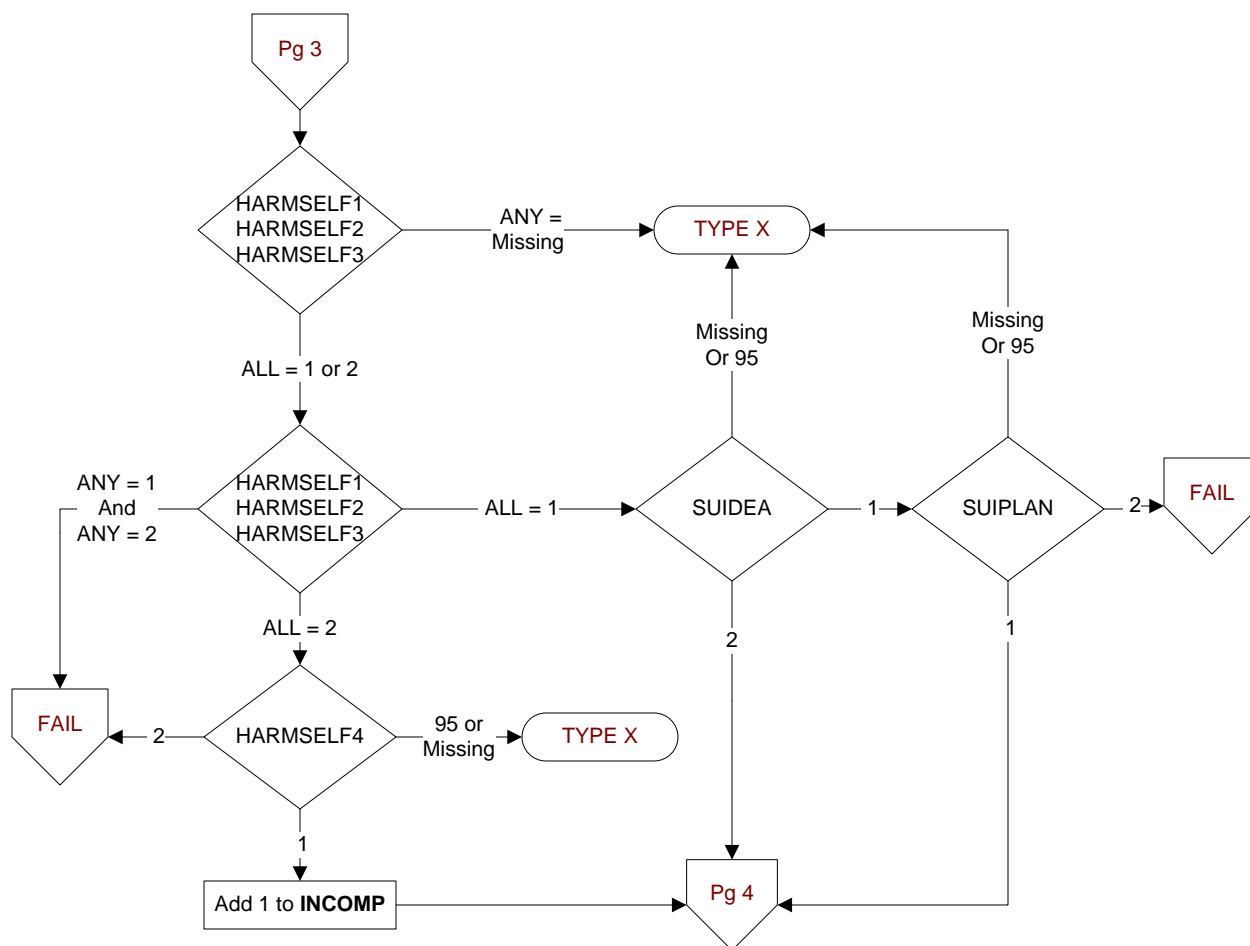 Pg 3
HARMSELF1
HARMSELF2
HARMSELF3
ANY =
Missing
TYPE X
Missing
Or 95
Missing
Or 95
ALL = 1 or 2
ANY = 1
And
ANY = 2
HARMSELF1
HARMSELF2
HARMSELF3
ALL = 1
SUIDEA
1
SUIPLAN
2
FAIL
ALL = 2
2
1
FAIL
2
HARMSELF4
95 or
Missing
TYPE X
1
Add 1 to INCOMP
Pg 4